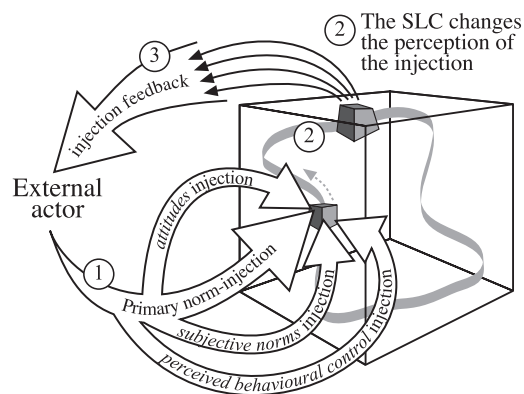 2 The SLC changes
the perception of
the injection
3
injection feedback
2
External
actor
attitudes injection
1
Primary norm-injection
subjective norms injection
perceived behavioural control injection